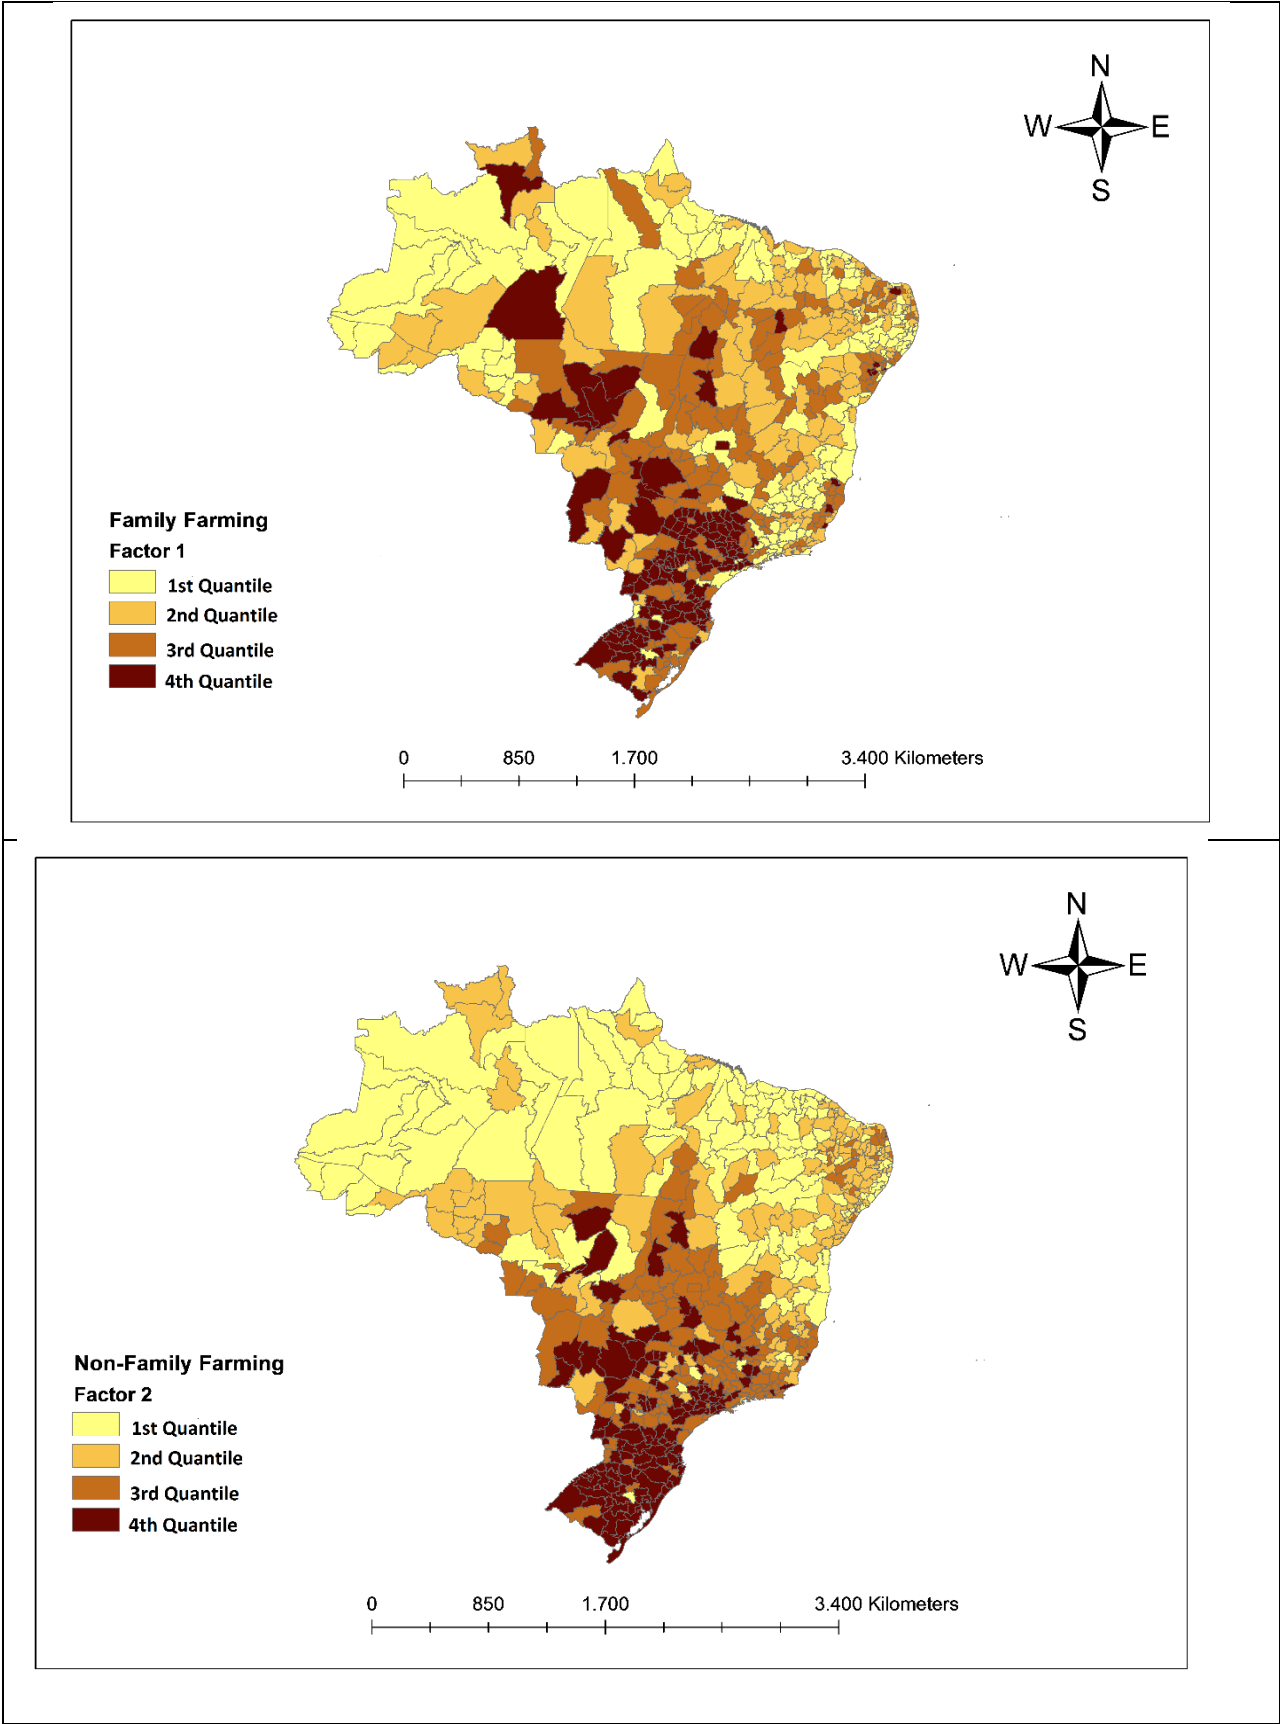 N
W E
S
Family Farming
Factor 1
1st Quantile
2nd Quantile
3rd Quantile
4th Quantile
0 850 1.700 3.400 Kilometers
N
W E
S
Non-Family Farming
Factor 2
1st Quantile
2nd Quantile
3rd Quantile
4th Quantile
0 850 1.700 3.400 Kilometers